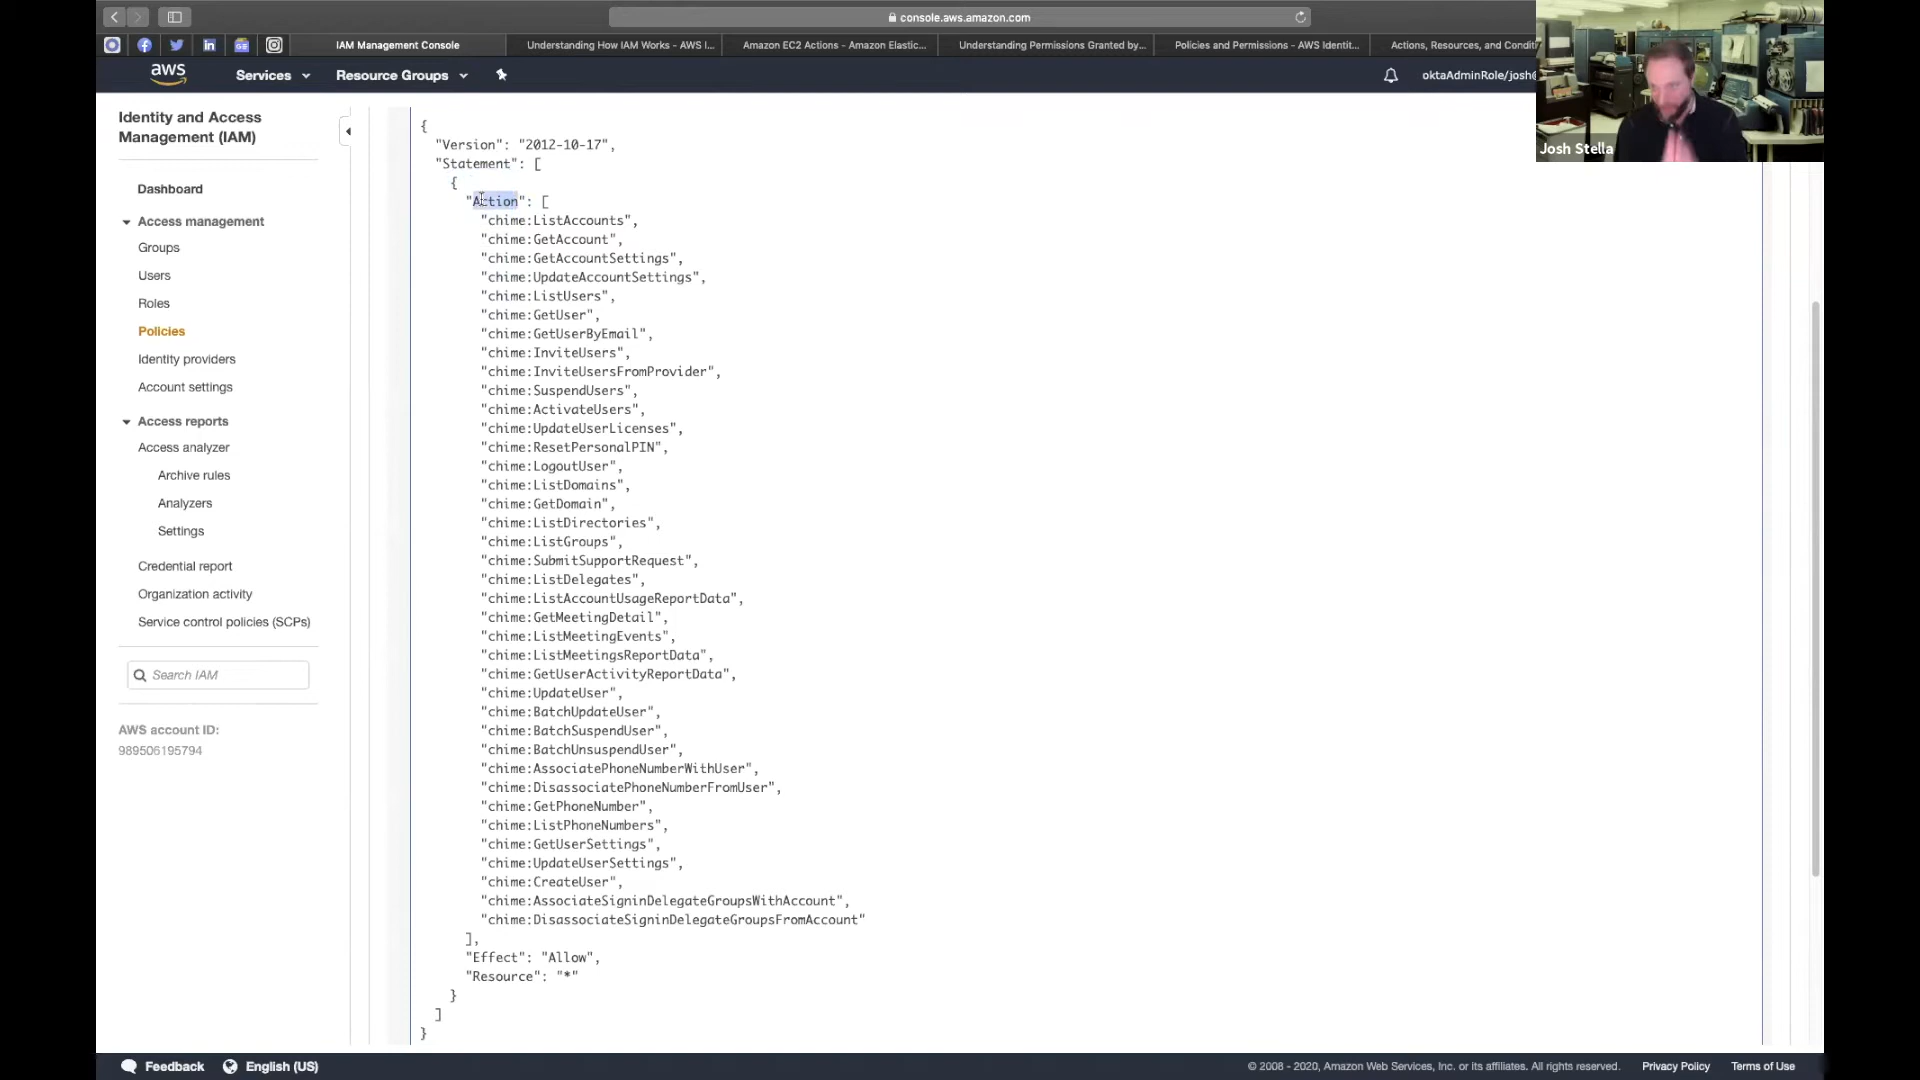 console.aws.amazon.com
IAM Management Console
Understanding How IAM Works - AWS I...
Amazon EC2 Actions - Amazon Elastic...
Understanding Permissions Granted by...
Policies and Permissions - AWS Identit...
Actions, Resources, and Condit
aws
Services
Resource Groups
oktaAdminRole/josh@
Josh Stella
Identity and Access
Management (IAM)
Dashboard
Access management
Groups
Users
Roles
Policies
Identity providers
Account settings
Access reports
Access analyzer
Archive rules
Analyzers
Settings
Credential report
Organization activity
Service control policies (SCPs)
Search IAM
AWS account ID:
989506195794
{
"Version": "2012-10-17",
"Statement": [
{
"Action": [
"chime:ListAccounts",
"chime:GetAccount",
"chime:GetAccountSettings",
"chime:UpdateAccountSettings",
"chime:ListUsers",
"chime:GetUser",
"chime:GetUserByEmail",
"chime:InviteUsers",
"chime:InviteUsersFromProvider",
"chime:SuspendUsers",
"chime:ActivateUsers",
"chime:UpdateUserLicenses",
"chime:ResetPersonalPIN",
"chime:LogoutUser",
"chime:ListDomains",
"chime:GetDomain",
"chime:ListDirectories",
"chime:ListGroups",
"chime:SubmitSupportRequest",
"chime:ListDelegates",
"chime:ListAccountUsageReportData",
"chime:GetMeetingDetail",
"chime:ListMeetingEvents",
"chime:ListMeetingsReportData",
"chime:GetUserActivityReportData",
"chime:UpdateUser",
"chime:BatchUpdateUser",
"chime:BatchSuspendUser",
"chime:BatchUnsuspendUser",
"chime:AssociatePhoneNumberWithUser",
"chime:DisassociatePhoneNumberFromUser",
"chime:GetPhoneNumber",
"chime:ListPhoneNumbers",
"chime:GetUserSettings",
"chime:UpdateUserSettings",
"chime:CreateUser",
"chime:AssociateSigninDelegateGroupsWithAccount",
"chime:DisassociateSigninDelegateGroupsFromAccount"
],
"Effect": "Allow",
"Resource": "*"
}
]
}
Feedback
English (US)
© 2008 - 2020, Amazon Web Services, Inc. or its affiliates. All rights reserved.
Privacy Policy
Terms of Use